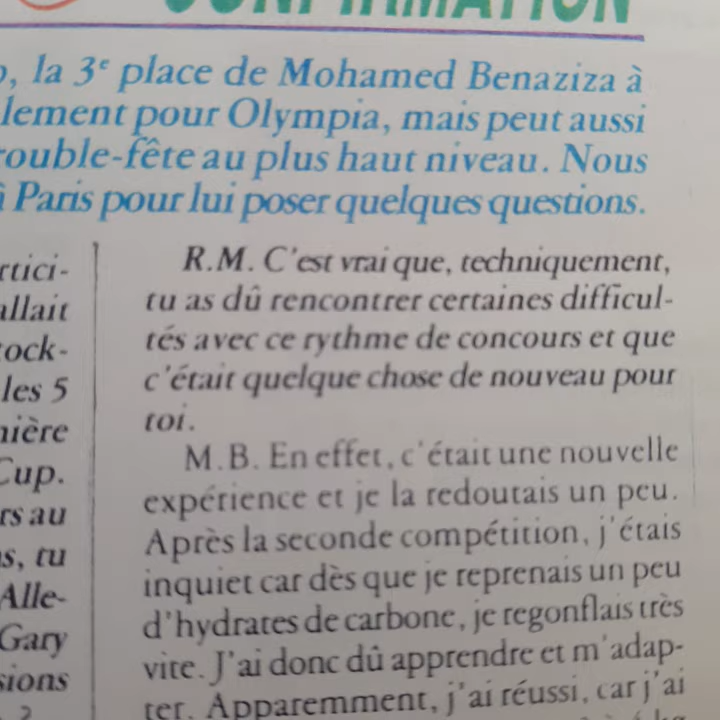 CONFIRMATION
, la 3e place de Mohamed Benaziza à
lement pour Olympia, mais peut aussi
rouble-fête au plus haut niveau. Nous
à Paris pour lui poser quelques questions.
rtici-
allait
tock-
les 5
nière
Cup.
rs au
s, tu
Alle-
Gary
sions
?
R.M. C'est vrai que, techniquement,
tu as dû rencontrer certaines difficul-
tés avec ce rythme de concours et que
c'était quelque chose de nouveau pour
toi.
M.B. En effet, c'était une nouvelle
expérience et je la redoutais un peu.
Après la seconde compétition, j'étais
inquiet car dès que je reprenais un peu
d'hydrates de carbone, je regonflais très
vite. J'ai donc dû apprendre et m'adap-
ter. Apparemment, j'ai réussi, car j'ai